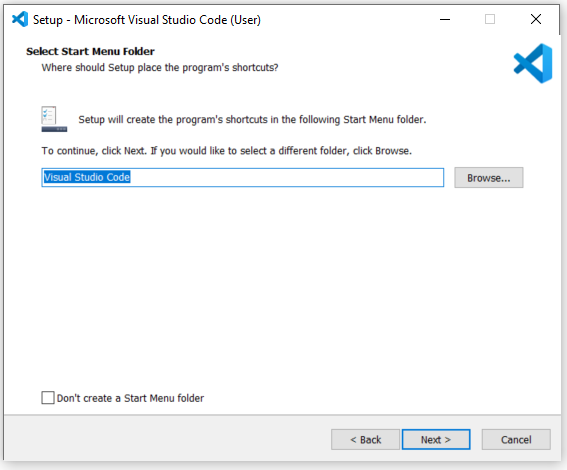 Setup - Microsoft Visual Studio Code (User)
Select Start Menu Folder
Where should Setup place the program's shortcuts?
Setup will create the program's shortcuts in the following Start Menu folder.
To continue, click Next. If you would like to select a different folder, click Browse.
Visual Studio Code
Browse...
Don't create a Start Menu folder
< Back
Next >
Cancel